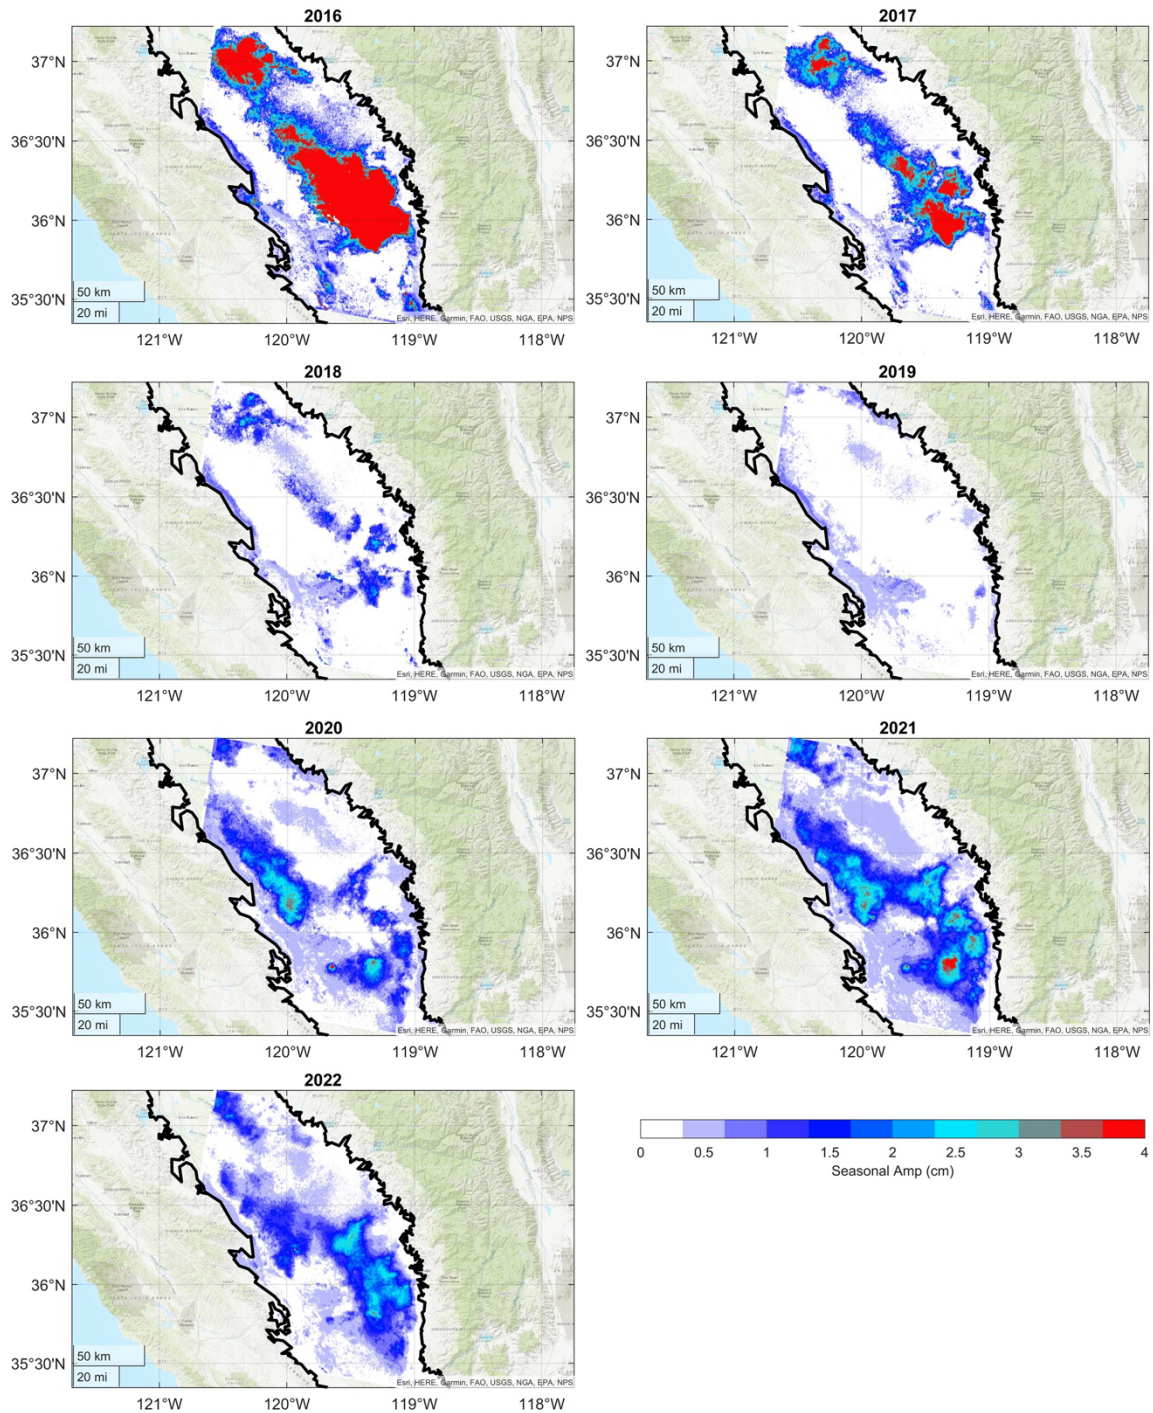 2016
2017
37°N
36°30'N
36°N
35°30'N
50 km
20 mi
Esri, HERE, Garmin, FAO, USGS, NGA, EPA, NPS
121°W 120°W 119°W 118°W
37°N
36°30'N
36°N
35°30'N
50 km
20 mi
Esri, HERE, Garmin, FAO, USGS, NGA, EPA, NPS
121°W 120°W 119°W 118°W
2018
2019
37°N
36°30'N
36°N
35°30'N
50 km
20 mi
Esri, HERE, Garmin, FAO, USGS, NGA, EPA, NPS
121°W 120°W 119°W 118°W
37°N
36°30'N
36°N
35°30'N
50 km
20 mi
Esri, HERE, Garmin, FAO, USGS, NGA, EPA, NPS
121°W 120°W 119°W 118°W
2020
2021
37°N
36°30'N
36°N
35°30'N
50 km
20 mi
Esri, HERE, Garmin, FAO, USGS, NGA, EPA, NPS
121°W 120°W 119°W 118°W
37°N
36°30'N
36°N
35°30'N
50 km
20 mi
Esri, HERE, Garmin, FAO, USGS, NGA, EPA, NPS
121°W 120°W 119°W 118°W
2022
37°N
36°30'N
36°N
35°30'N
50 km
20 mi
Esri, HERE, Garmin, FAO, USGS, NGA, EPA, NPS
121°W 120°W 119°W 118°W
0 0.5 1 1.5 2 2.5 3 3.5 4
Seasonal Amp (cm)